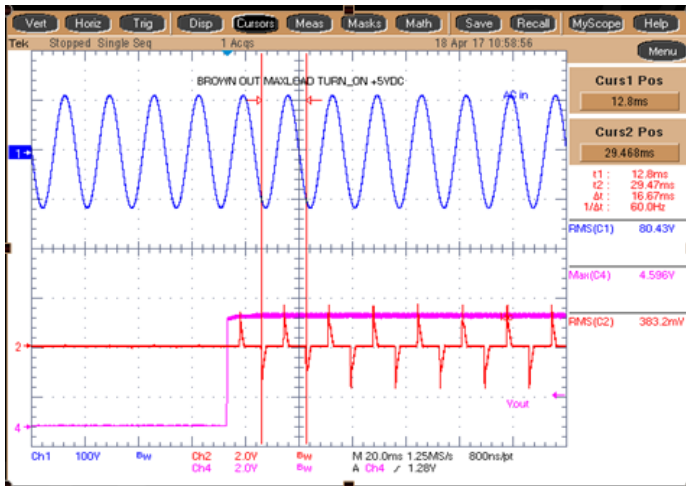 Vert Horiz Trig Disp Cursors Meas Masks Math Save Recall MyScope Help
Tek Stopped Single Seq 1 Acqs 18 Apr 17 10:58:56
Menu
BROWN OUT MAXLOAD TURN_ON +5VDC
AC in
Curs1 Pos
12.8ms
Curs2 Pos
29.468ms
t1 : 12.8ms
t2 : 29.47ms
Δt : 16.67ms
1/Δt : 60.0Hz
1
RMS(C1) 80.43V
Max(C4) 4.596V
RMS(C2) 383.2mV
2
Vout
4
Ch1 100V Bw Ch2 2.0V Bw M 20.0ms 1.25MS/s 800ns/pt
Ch4 2.0V Bw A Ch4 / 1.28V